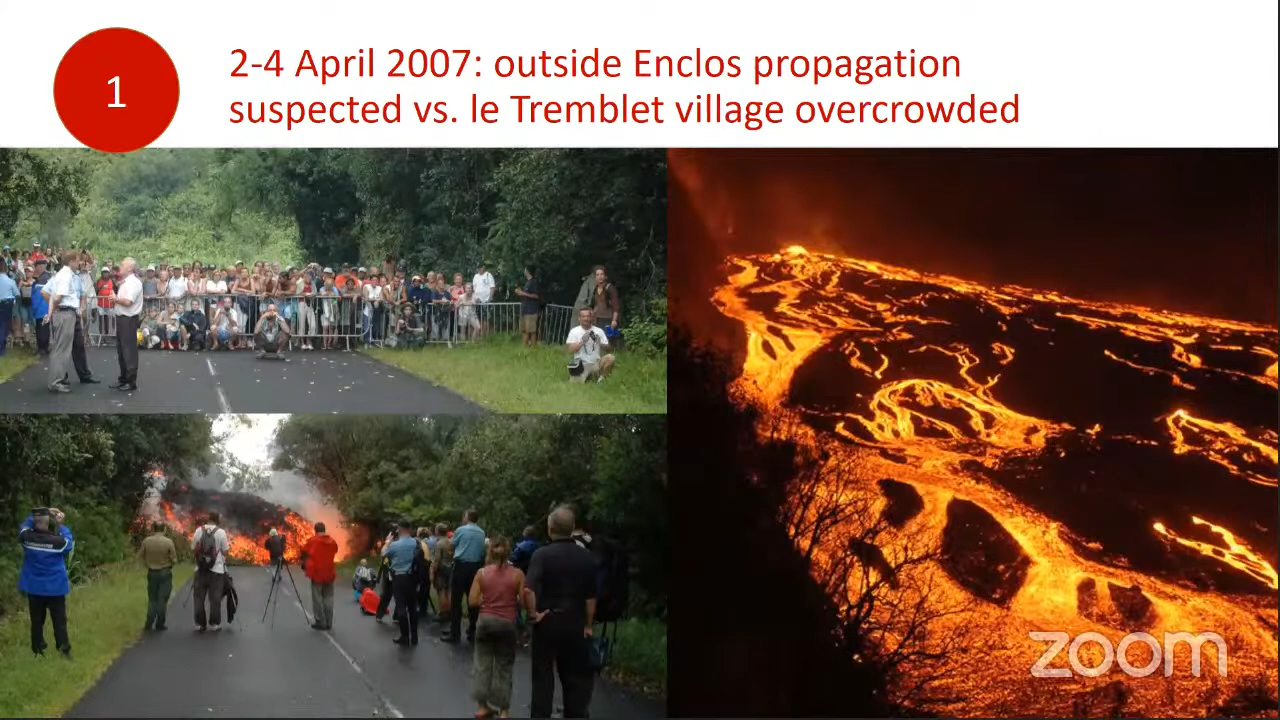 1
2-4 April 2007: outside Enclos propagation
suspected vs. le Tremblet village overcrowded
zoom